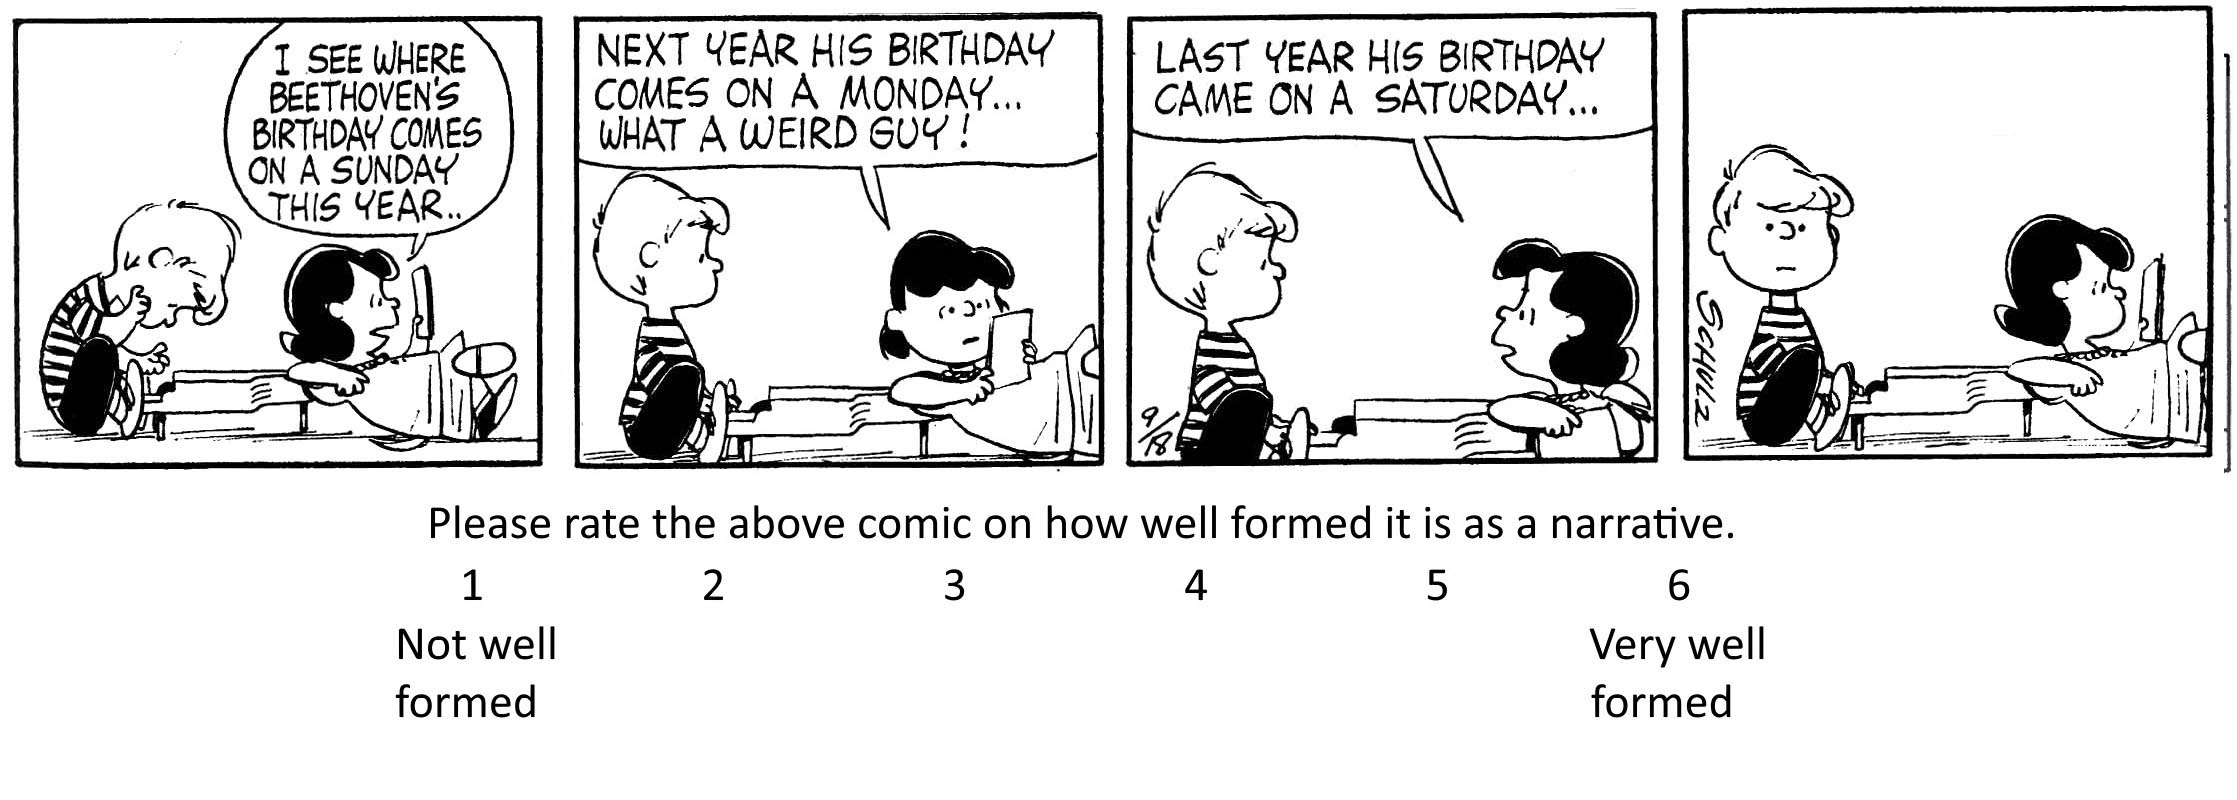 I SEE WHERE
BEETHOVEN'S
BIRTHDAY COMES
ON A SUNDAY
THIS YEAR..
NEXT YEAR HIS BIRTHDAY
COMES ON A MONDAY...
WHAT A WEIRD GUY!
LAST YEAR HIS BIRTHDAY
CAME ON A SATURDAY...
9/18
SCHULZ
Please rate the above comic on how well formed it is as a narrative.
1 2 3 4 5 6
Not well
formed
Very well
formed